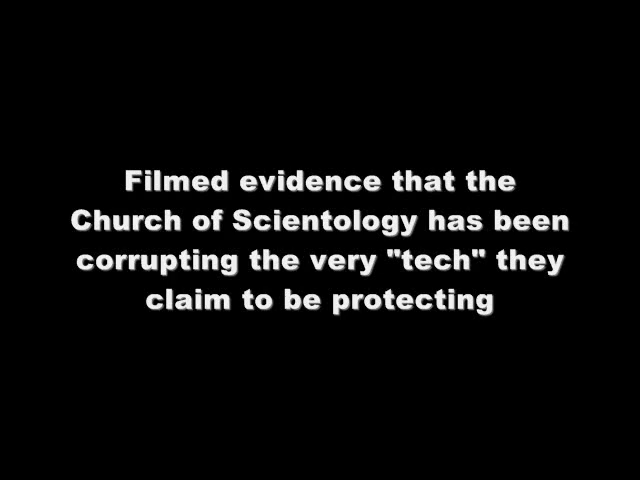 Filmed evidence that the
Church of Scientology has been
corrupting the very "tech" they
claim to be protecting